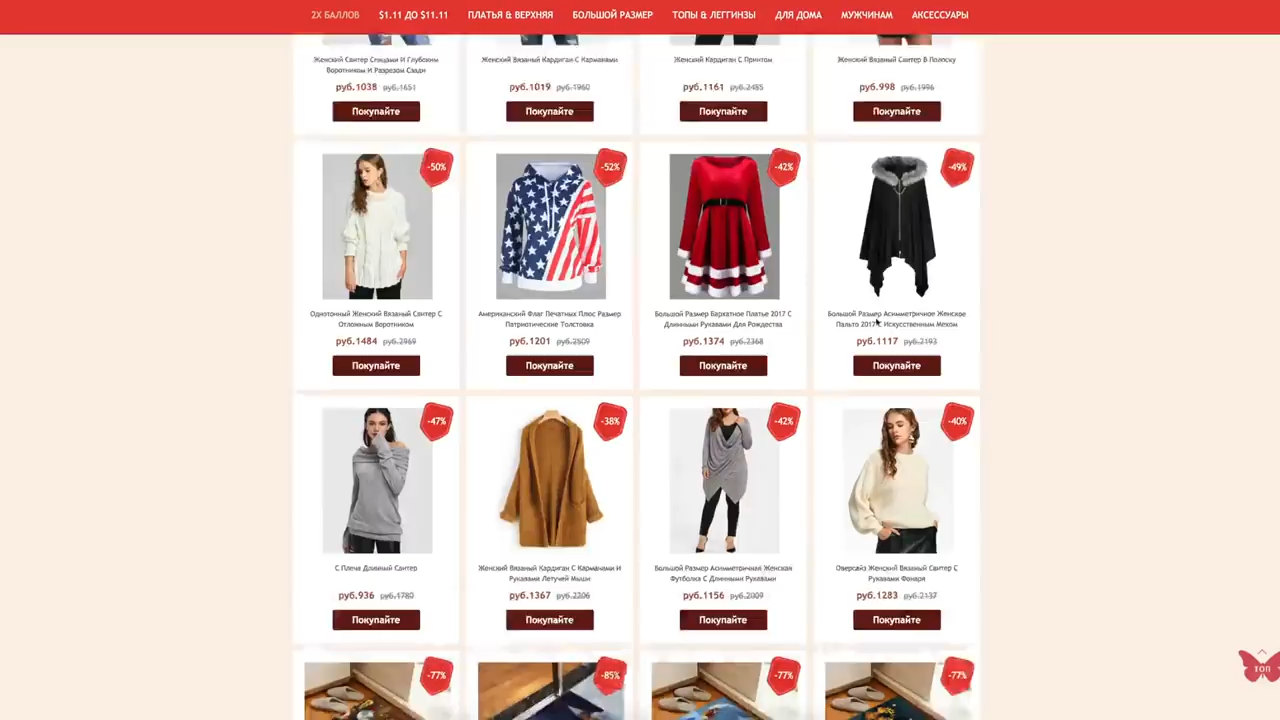 2X БАЛЛОВ $1.11 ДО $11.11 ПЛАТЬЯ & ВЕРХНЯЯ БОЛЬШОЙ РАЗМЕР ТОПЫ & ЛЕГГИНЗЫ ДЛЯ ДОМА МУЖЧИНАМ АКСЕССУАРЫ
Женский Свитер Спицами И Глубоким
Воротником И Разрезом Сзади
руб.1038 руб.1651
Покупайте
Женский Вязаный Кардиган С Карманами
руб.1019 руб.1960
Покупайте
Женский Кардиган С Принтом
руб.1161 руб.2485
Покупайте
Женский Вязаный Свитер В Полоску
руб.998 руб.1996
Покупайте
-50%
Однотонный Женский Вязаный Свитер С
Отложным Воротником
руб.1484 руб.2969
Покупайте
-52%
Американский Флаг Печатных Плюс Размер
Патриотические Толстовка
руб.1201 руб.2509
Покупайте
-42%
Большой Размер Бархатное Платье 2017 С
Длинными Рукавами Для Рождества
руб.1374 руб.2368
Покупайте
-49%
Большой Размер Асимметричное Женское
Пальто 2017 С Искусственным Мехом
руб.1117 руб.2193
Покупайте
-47%
С Плеча Длинный Свитер
руб.936 руб.1780
Покупайте
-38%
Женский Вязаный Кардиган С Карманами И
Рукавами Летучей Мыши
руб.1367 руб.2206
Покупайте
-42%
Большой Размер Асимметричная Женская
Футболка С Длинными Рукавами
руб.1156 руб.2009
Покупайте
-40%
Оверсайз Женский Вязаный Свитер С
Рукавами Фонаря
руб.1283 руб.2137
Покупайте
-77%
-85%
-77%
-77%
ТОП